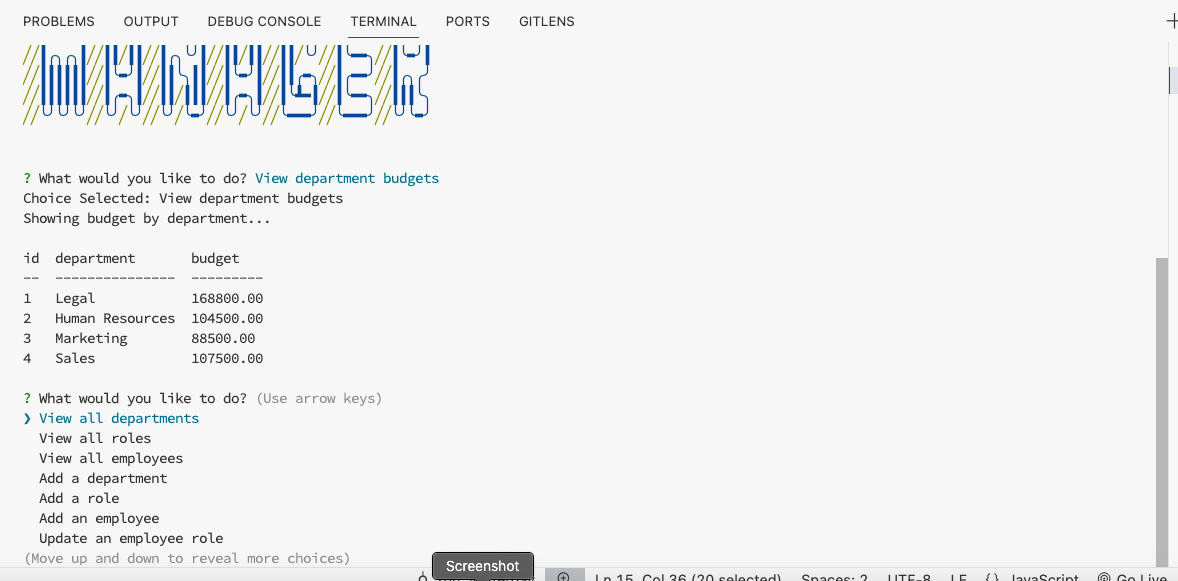 PROBLEMS OUTPUT DEBUG CONSOLE TERMINAL PORTS GITLENS
MANAGER
? What would you like to do? View department budgets
Choice Selected: View department budgets
Showing budget by department...
id department budget
-- --------------- ---------
1 Legal 168800.00
2 Human Resources 104500.00
3 Marketing 88500.00
4 Sales 107500.00
? What would you like to do? (Use arrow keys)
❯ View all departments
View all roles
View all employees
Add a department
Add a role
Add an employee
Update an employee role
(Move up and down to reveal more choices)
Screenshot
Ln 15, Col 36 (20 selected) Spaces: 2 UTF-8 LF {} JavaScript Go Live